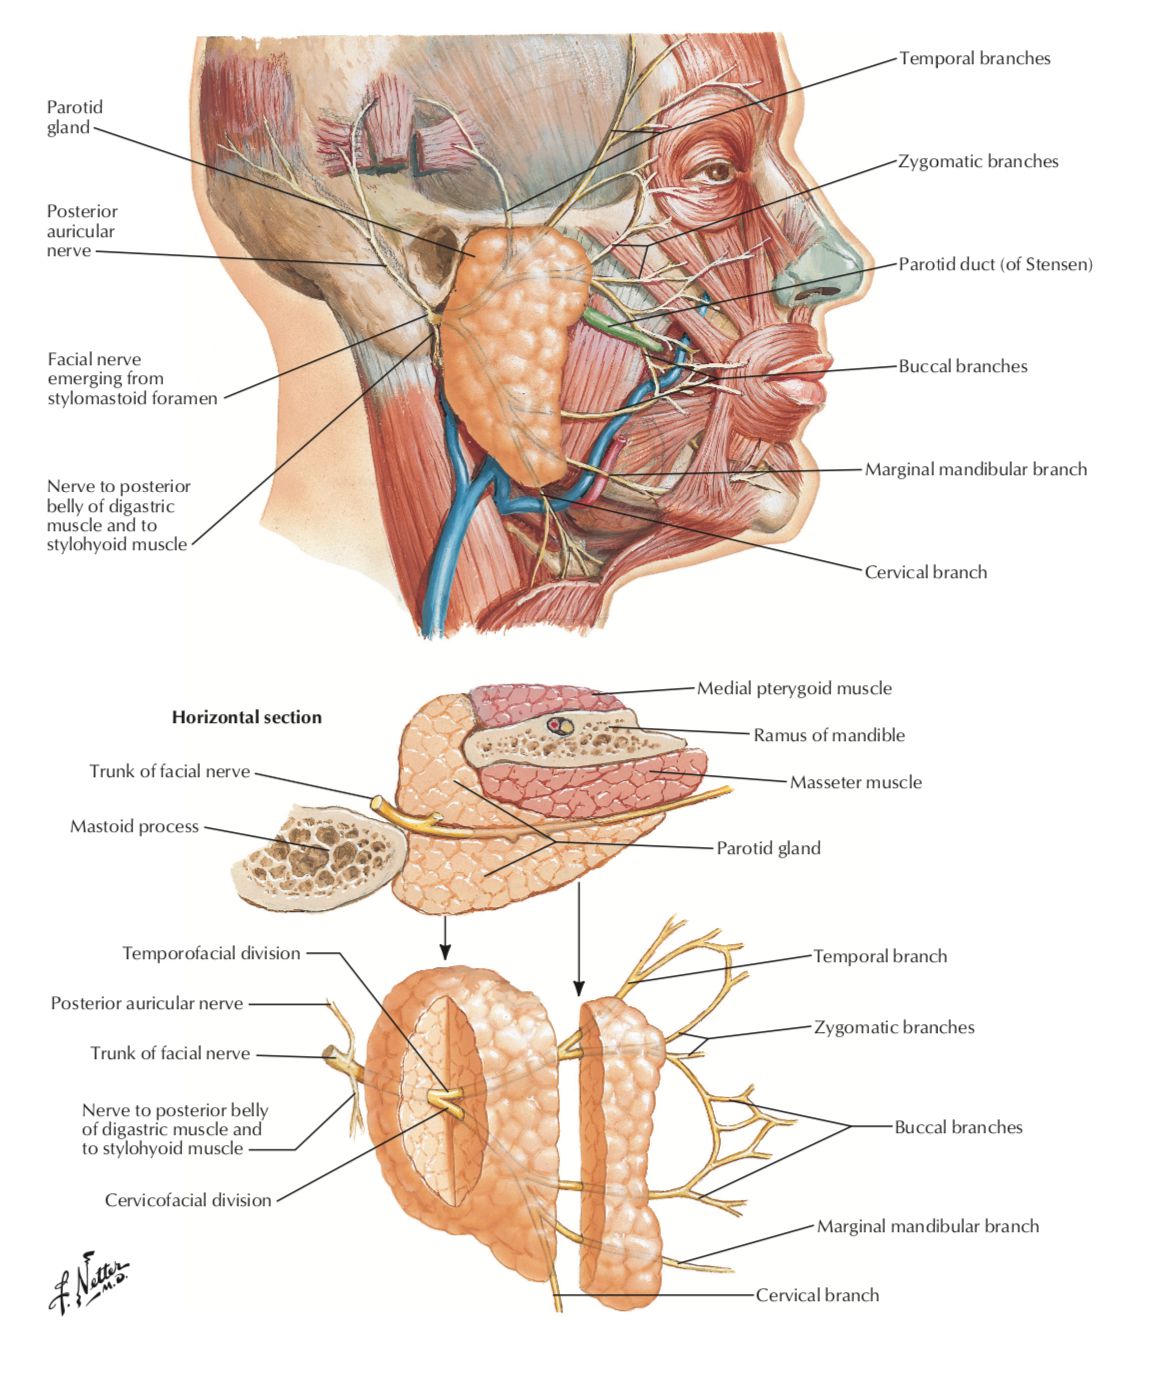 Temporal branches
Parotid
gland
Zygomatic branches
Posterior
auricular
nerve
Parotid duct (of Stensen)
Facial nerve
emerging from
stylomastoid foramen
Buccal branches
Marginal mandibular branch
Nerve to posterior
belly of digastric
muscle and to
stylohyoid muscle
Cervical branch
Horizontal section
Medial pterygoid muscle
Ramus of mandible
Trunk of facial nerve
Masseter muscle
Mastoid process
Parotid gland
Temporofacial division
Temporal branch
Posterior auricular nerve
Zygomatic branches
Trunk of facial nerve
Nerve to posterior belly
of digastric muscle and
to stylohyoid muscle
Buccal branches
Cervicofacial division
Marginal mandibular branch
Cervical branch
F. Netter
M.D.